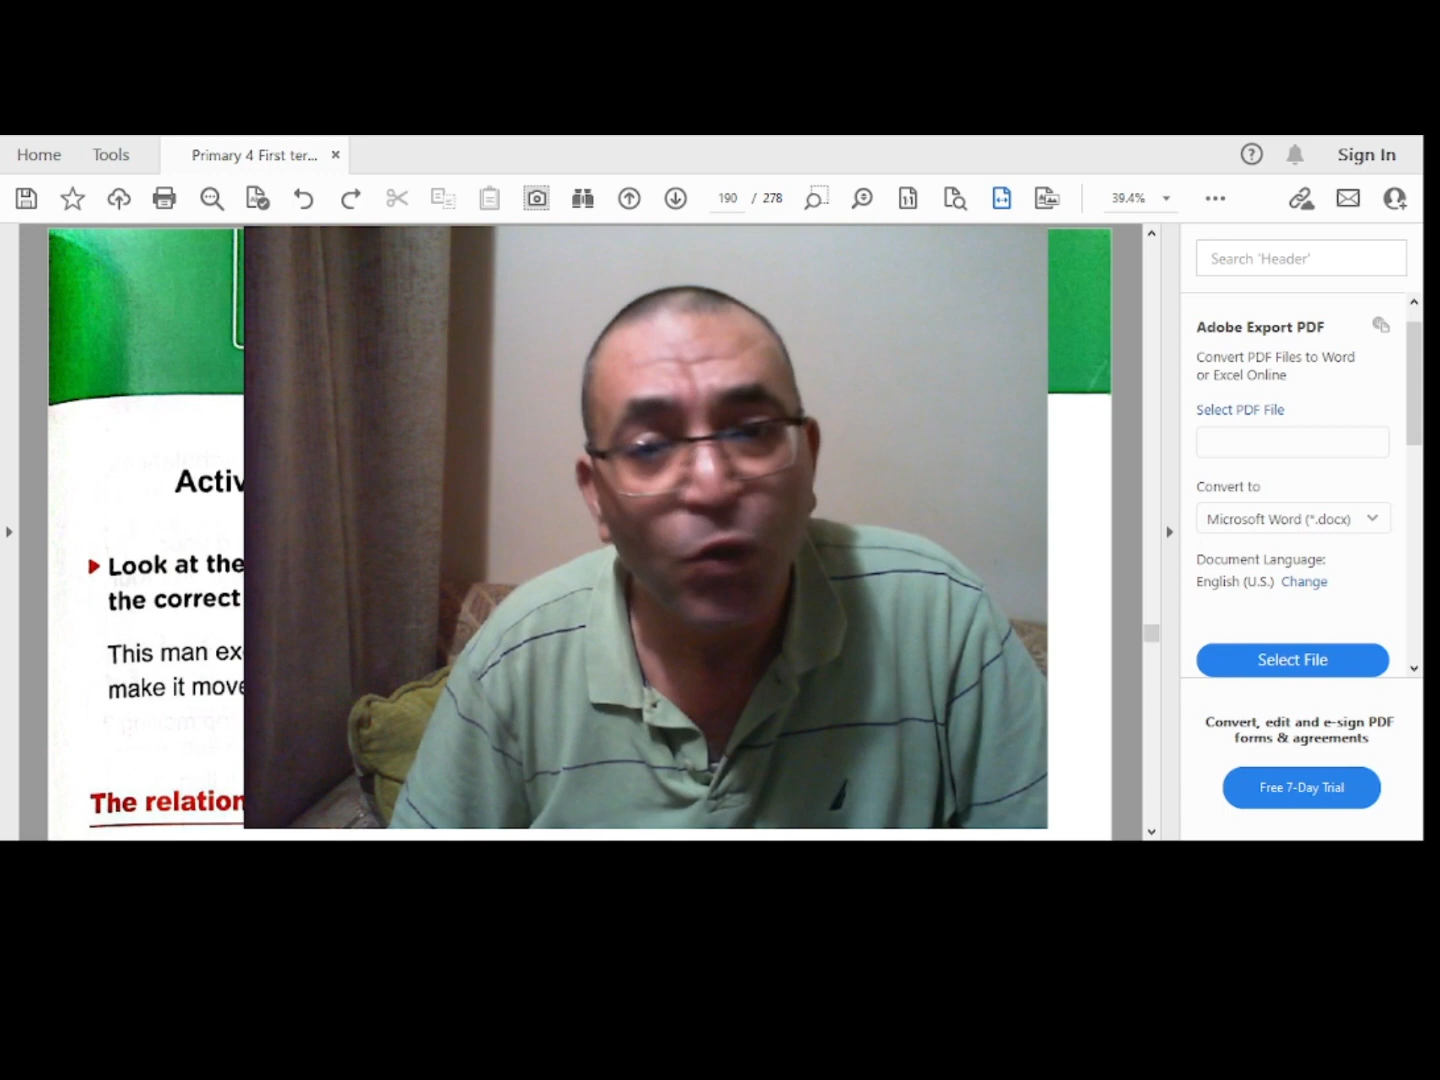 Home Tools Primary 4 First ter... × Sign In
190 / 278 39.4%
Search 'Header'
Adobe Export PDF
Convert PDF Files to Word
or Excel Online
Select PDF File
Convert to
Microsoft Word (*.docx)
Document Language:
English (U.S.) Change
Select File
Convert, edit and e-sign PDF
forms & agreements
Free 7-Day Trial
Activ
Look at the
the correct
This man ex
make it move
The relation